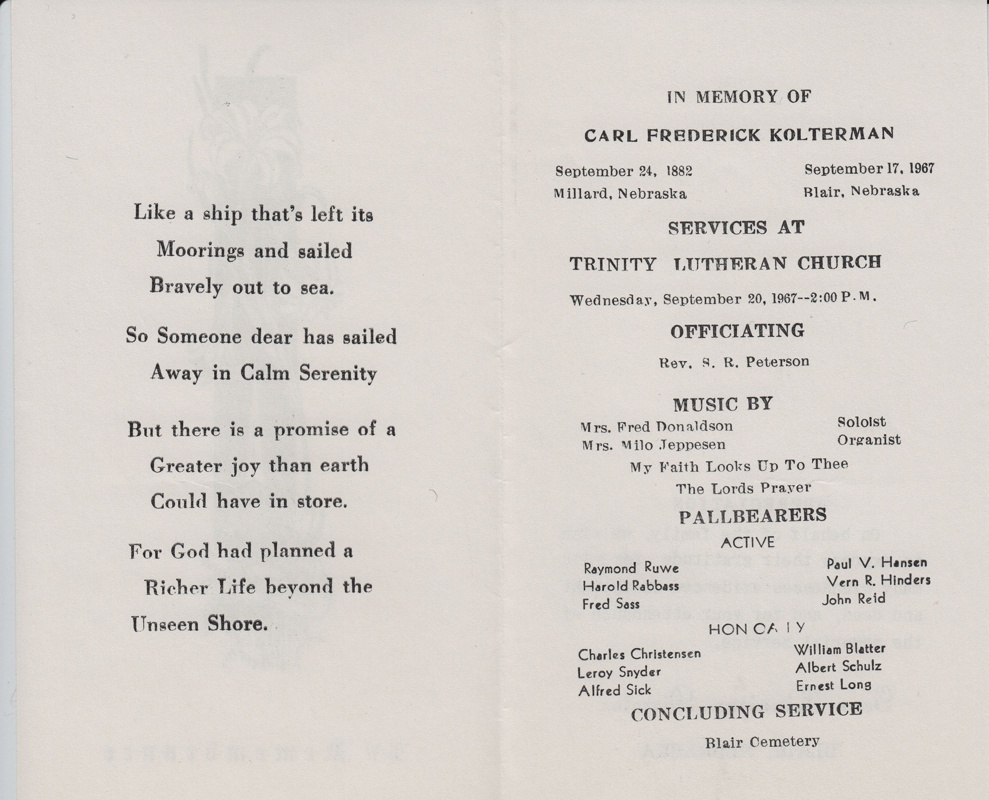 Like a ship that's left its
Moorings and sailed
Bravely out to sea.
So Someone dear has sailed
Away in Calm Serenity
But there is a promise of a
Greater joy than earth
Could have in store.
For God had planned a
Richer Life beyond the
Unseen Shore.
IN MEMORY OF
CARL FREDERICK KOLTERMAN
September 24, 1882 September 17, 1967
Millard, Nebraska Blair, Nebraska
SERVICES AT
TRINITY LUTHERAN CHURCH
Wednesday, September 20, 1967--2:00 P.M.
OFFICIATING
Rev. S. R. Peterson
MUSIC BY
Mrs. Fred Donaldson Soloist
Mrs. Milo Jeppesen Organist
My Faith Looks Up To Thee
The Lords Prayer
PALLBEARERS
ACTIVE
Raymond Ruwe Paul V. Hansen
Harold Rabbass Vern R. Hinders
Fred Sass John Reid
HONORARY
Charles Christensen William Blatter
Leroy Snyder Albert Schulz
Alfred Sick Ernest Long
CONCLUDING SERVICE
Blair Cemetery